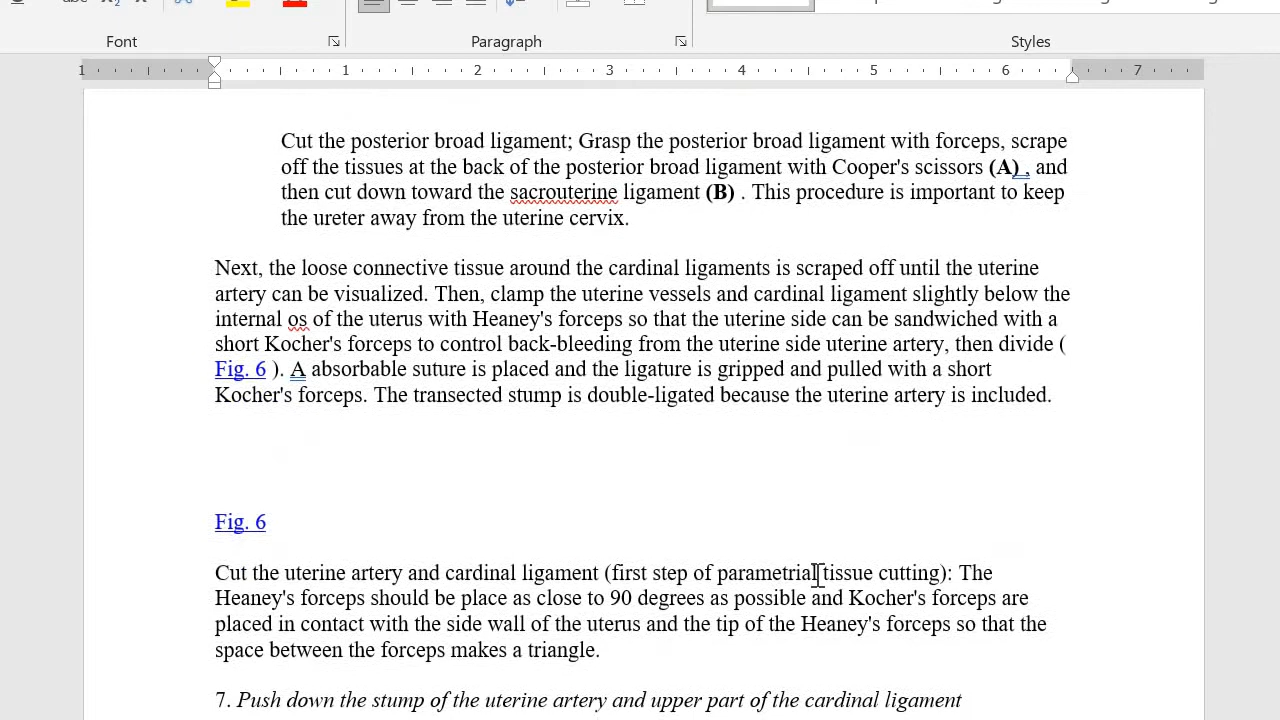 Font
Paragraph
Styles
1 1 2 3 4 5 6 7
Cut the posterior broad ligament; Grasp the posterior broad ligament with forceps, scrape
off the tissues at the back of the posterior broad ligament with Cooper's scissors (A) , and
then cut down toward the sacrouterine ligament (B) . This procedure is important to keep
the ureter away from the uterine cervix.
Next, the loose connective tissue around the cardinal ligaments is scraped off until the uterine
artery can be visualized. Then, clamp the uterine vessels and cardinal ligament slightly below the
internal os of the uterus with Heaney's forceps so that the uterine side can be sandwiched with a
short Kocher's forceps to control back-bleeding from the uterine side uterine artery, then divide (
Fig. 6 ). A absorbable suture is placed and the ligature is gripped and pulled with a short
Kocher's forceps. The transected stump is double-ligated because the uterine artery is included.
Fig. 6
Cut the uterine artery and cardinal ligament (first step of parametrial tissue cutting): The
Heaney's forceps should be place as close to 90 degrees as possible and Kocher's forceps are
placed in contact with the side wall of the uterus and the tip of the Heaney's forceps so that the
space between the forceps makes a triangle.
7. Push down the stump of the uterine artery and upper part of the cardinal ligament